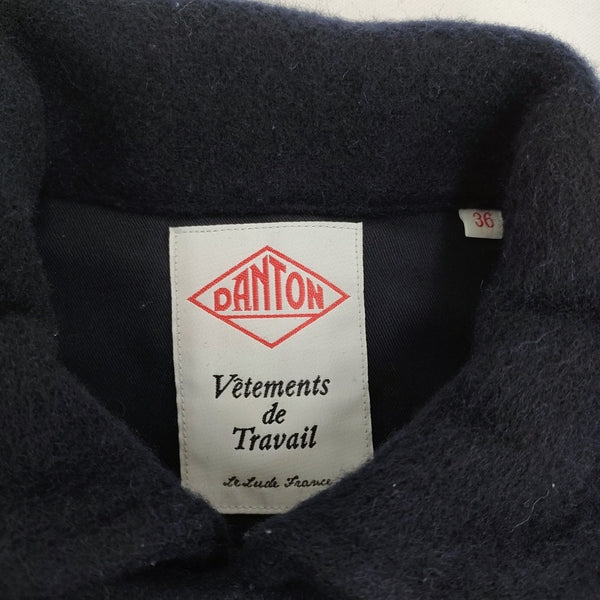 36
DANTON
Vêtements
de
Travail
Le Lude France